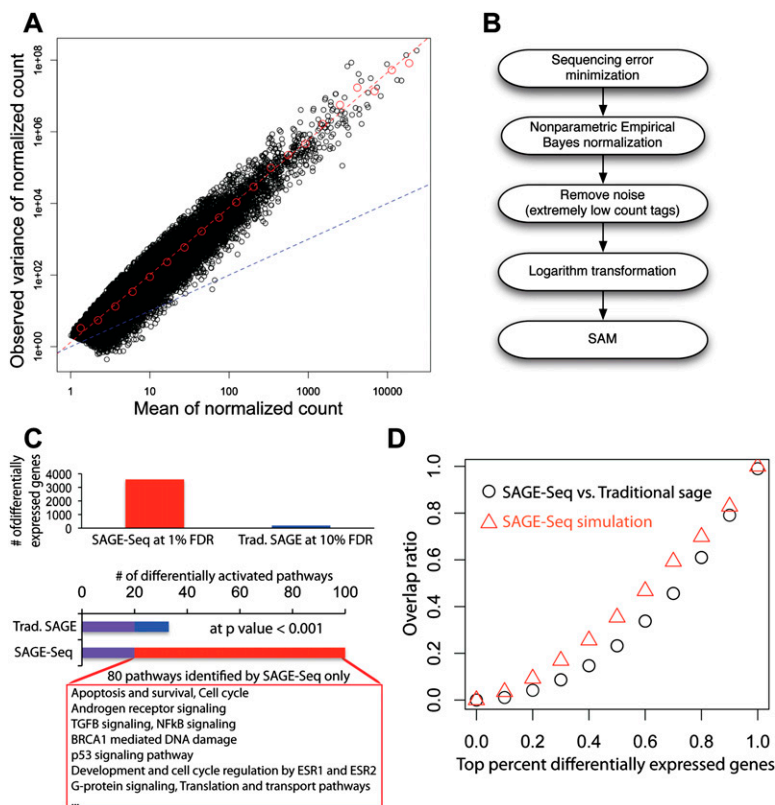 A
Observed variance of normalized count
1e+08
1e+06
1e+04
1e+02
1e+00
1 10 100 1000 10000
Mean of normalized count
B
Sequencing error
minimization
Nonparametric Empirical
Bayes normalization
Remove noise
(extremely low count tags)
Logarithm transformation
SAM
C
# ofdifferentially
expressed genes
4000
3000
2000
1000
0
SAGE-Seq at 1% FDR Trad. SAGE at 10% FDR
# of differentially activated pathways
0 20 40 60 80 100
Trad. SAGE
at p value < 0.001
SAGE-Seq
80 pathways identified by SAGE-Seq only
Apoptosis and survival, Cell cycle
Androgen receptor signaling
TGFB signaling, NFkB signaling
BRCA1 mediated DNA damage
p53 signaling pathway
Development and cell cycle regulation by ESR1 and ESR2
G-protein signaling, Translation and transport pathways
...
D
Overlap ratio
1.0
0.8
0.6
0.4
0.2
0.0
SAGE-Seq vs. Traditional sage
SAGE-Seq simulation
0.0 0.2 0.4 0.6 0.8 1.0
Top percent differentially expressed genes